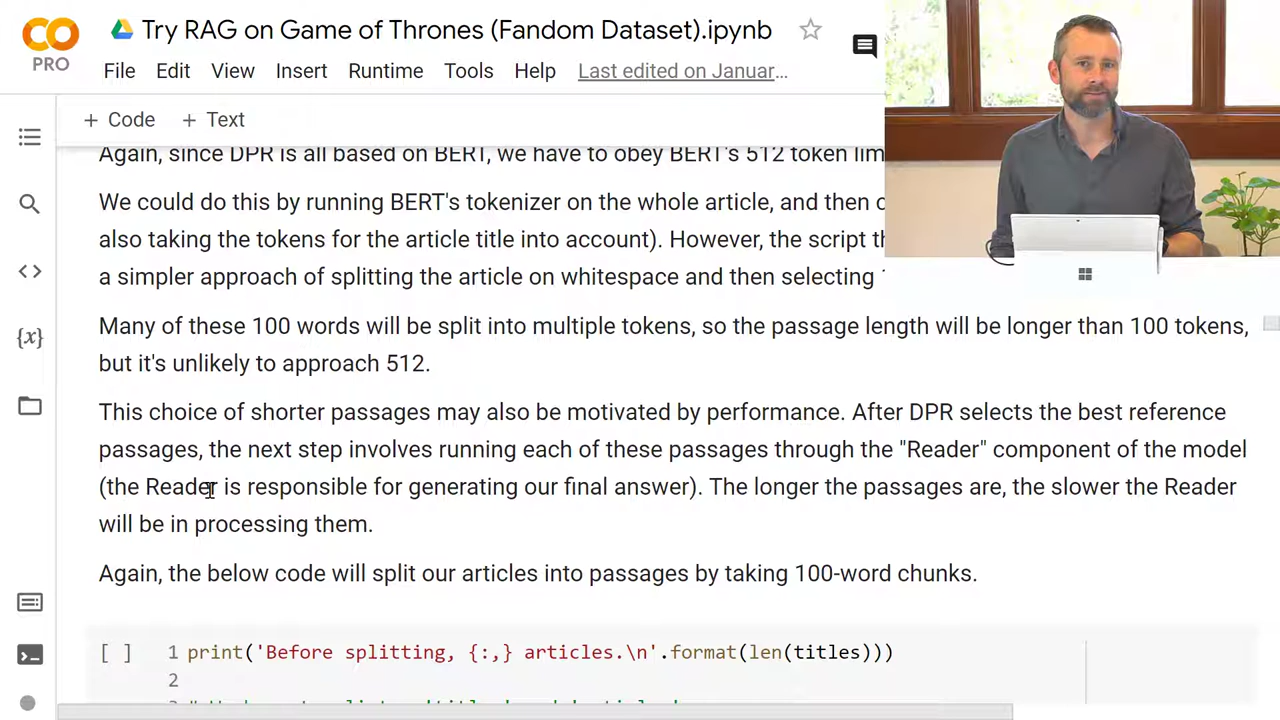 Try RAG on Game of Thrones (Fandom Dataset).ipynb
PRO
File Edit View Insert Runtime Tools Help Last edited on Januar…
+ Code + Text
Again, since DPR is all based on BERT, we have to obey BERT's 512 token lim
We could do this by running BERT's tokenizer on the whole article, and then
also taking the tokens for the article title into account). However, the script
a simpler approach of splitting the article on whitespace and then selecting
Many of these 100 words will be split into multiple tokens, so the passage length will be longer than 100 tokens,
but it's unlikely to approach 512.
This choice of shorter passages may also be motivated by performance. After DPR selects the best reference
passages, the next step involves running each of these passages through the "Reader" component of the model
(the Reader is responsible for generating our final answer). The longer the passages are, the slower the Reader
will be in processing them.
Again, the below code will split our articles into passages by taking 100-word chunks.
[ ] 1 print('Before splitting, {:,} articles.\n'.format(len(titles)))
2